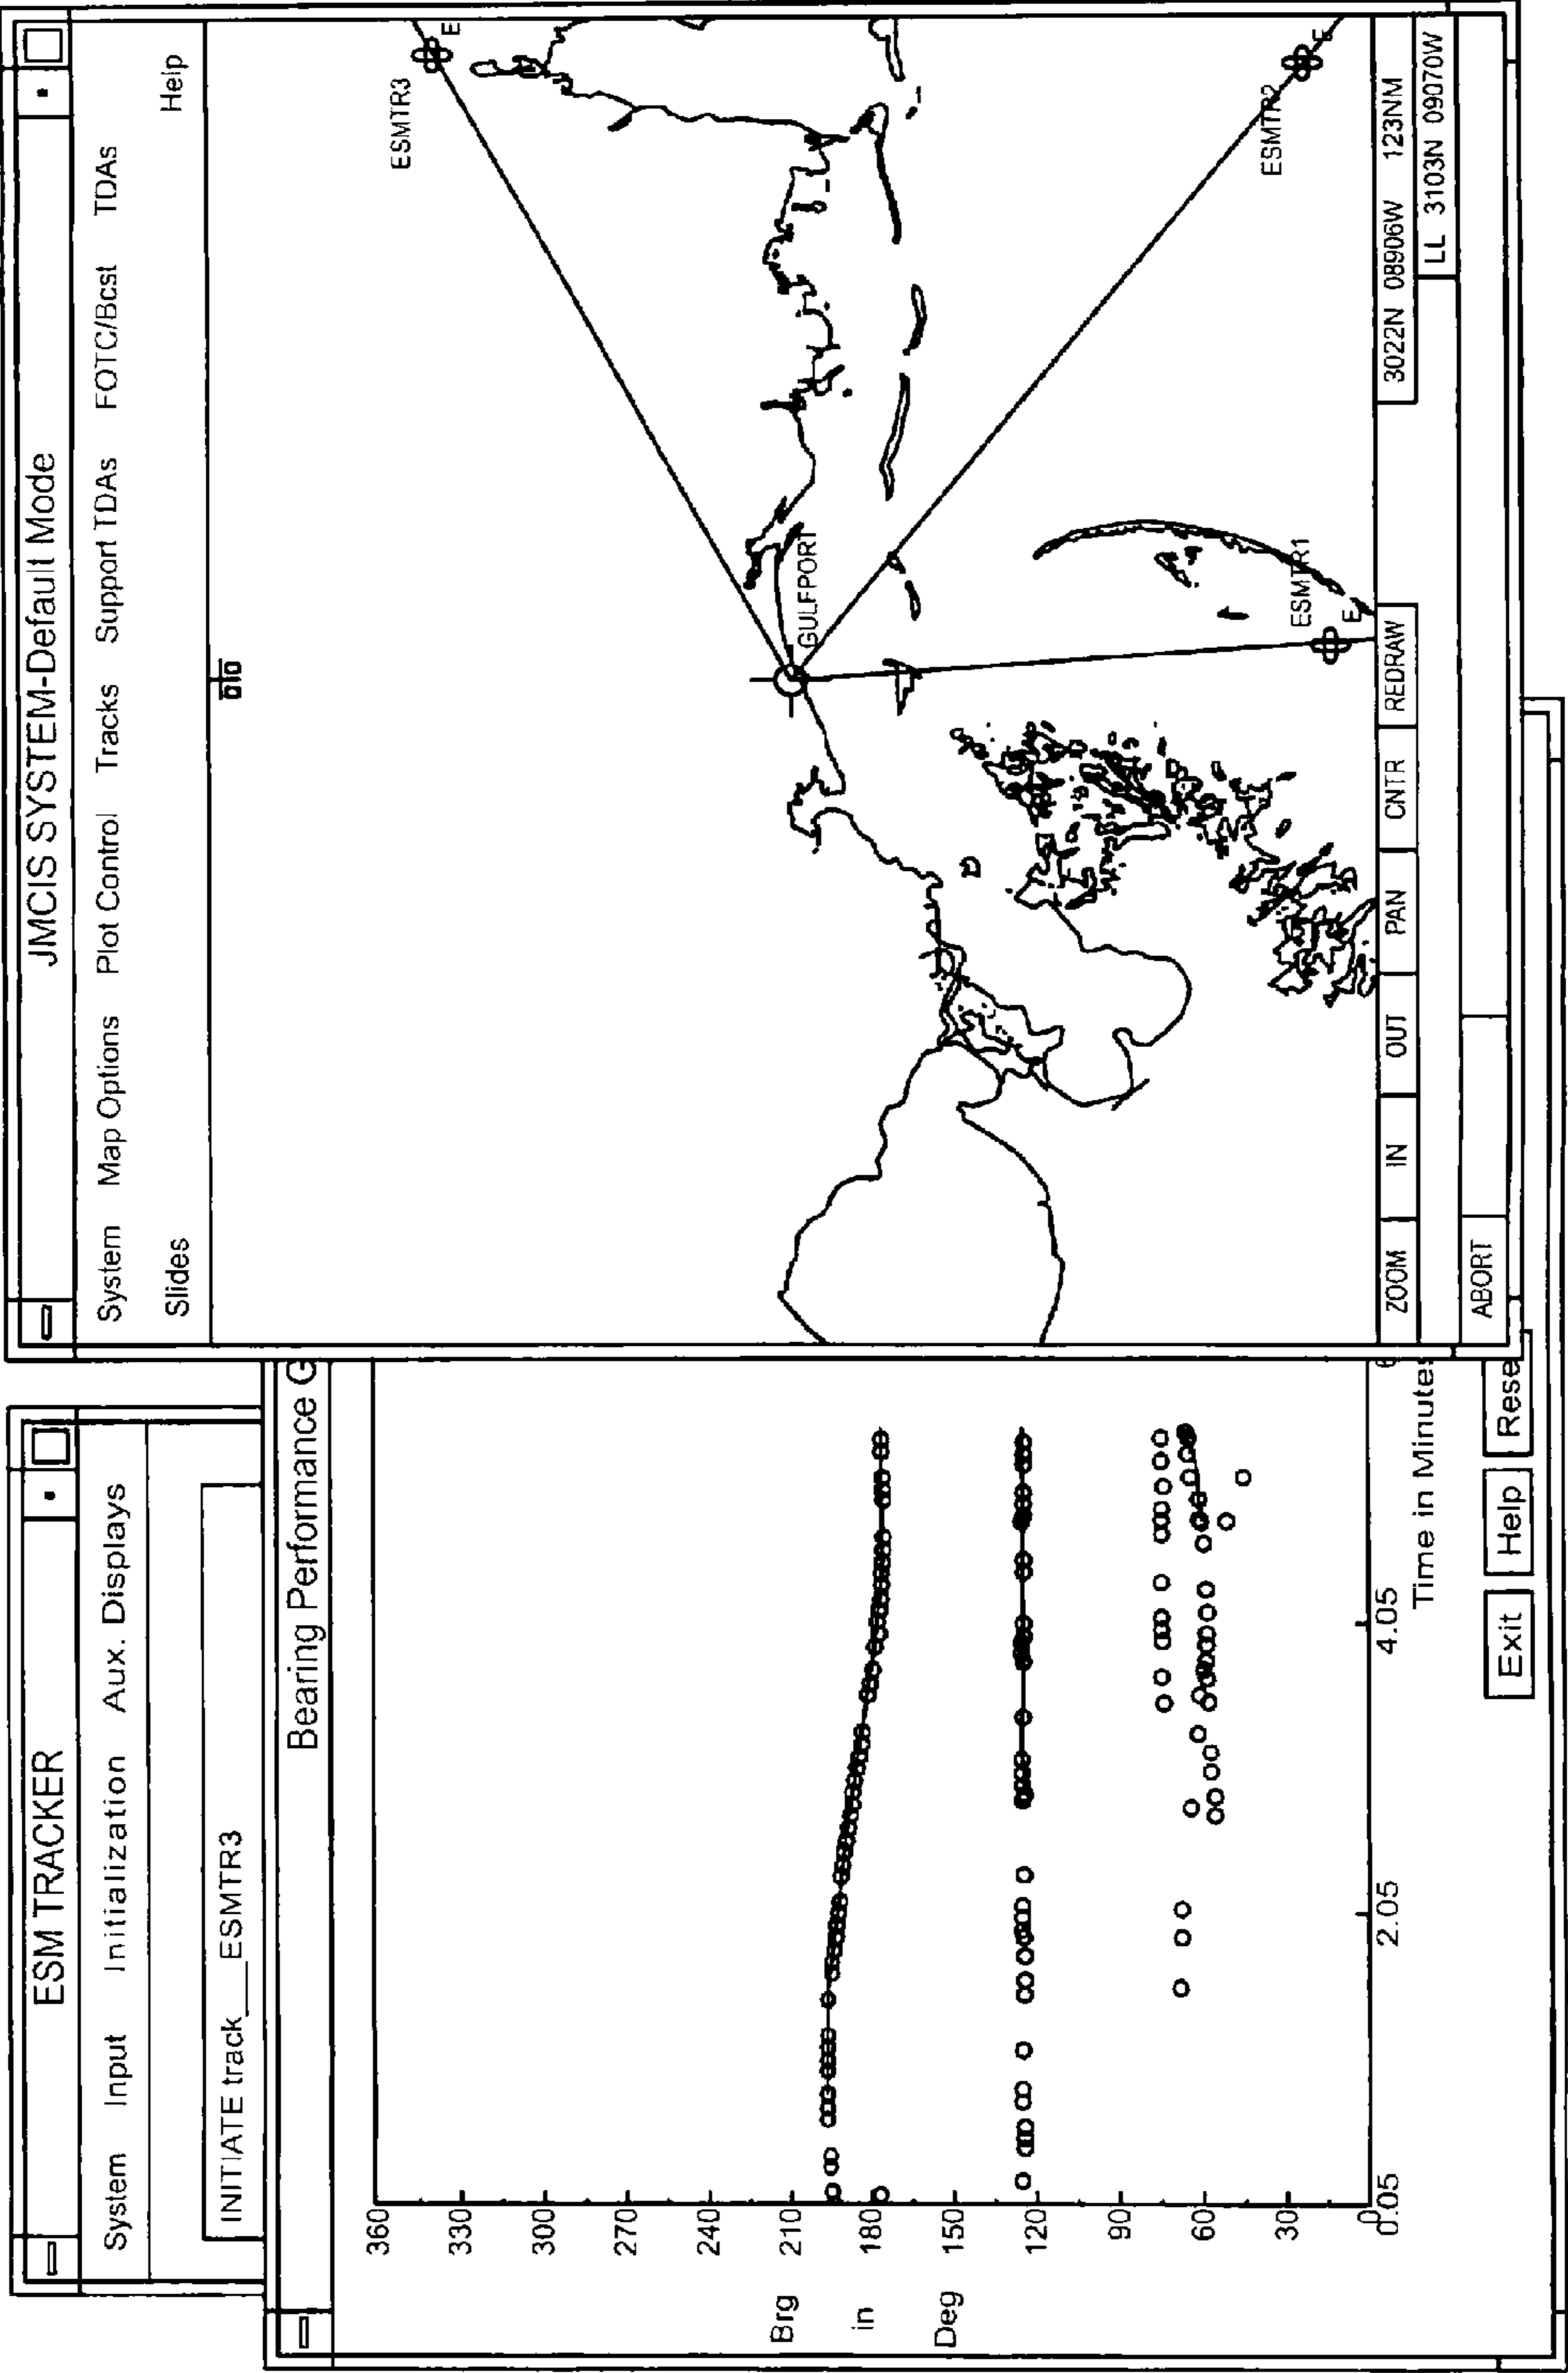 ESM TRACKER
System Input Initialization Aux. Displays
INITIATE track___ESMTR3
Bearing Performance G
Brg
in
Deg
360
330
300
270
240
210
180
150
120
90
60
30
0
0.05
2.05
4.05
6
Time in Minutes
Exit
Help
Rese
JMCIS SYSTEM-Default Mode
System Map Options Plot Control Tracks Support TDAs FOTC/Bcst TDAs
Slides
Help
ESMTR3
E
GULFPORT
ESMTR2
E
ESMTR1
E
ZOOM
IN
OUT
PAN
CNTR
REDRAW
3022N 08906W 123NM
LL 3103N 09070W
ABORT